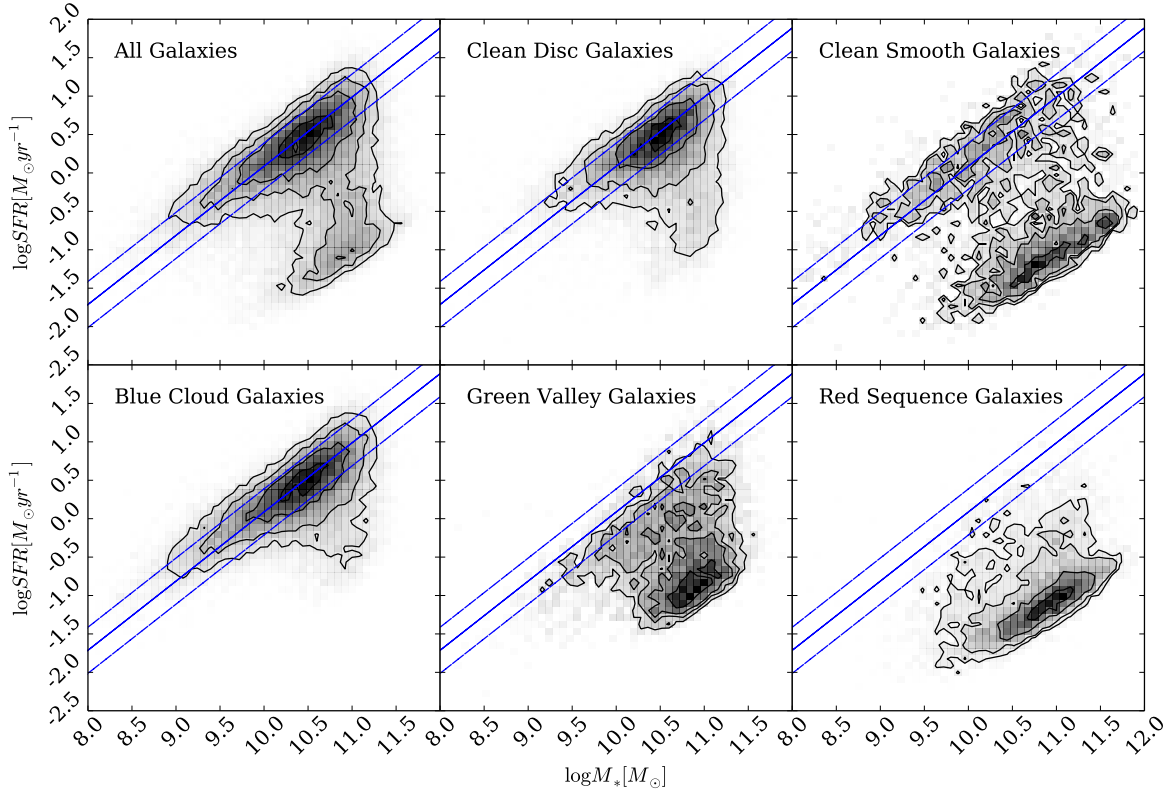 All Galaxies
Clean Disc Galaxies
Clean Smooth Galaxies
2.0
1.5
1.0
0.5
0.0
-0.5
-1.0
-1.5
-2.0
-2.5
logSFR[M⊙yr⁻¹]
Blue Cloud Galaxies
Green Valley Galaxies
Red Sequence Galaxies
1.5
1.0
0.5
0.0
-0.5
-1.0
-1.5
-2.0
-2.5
logSFR[M⊙yr⁻¹]
8.0 8.5 9.0 9.5 10.0 10.5 11.0 11.5 8.0 8.5 9.0 9.5 10.0 10.5 11.0 11.5 8.0 8.5 9.0 9.5 10.0 10.5 11.0 11.5 12.0
logM*[M⊙]